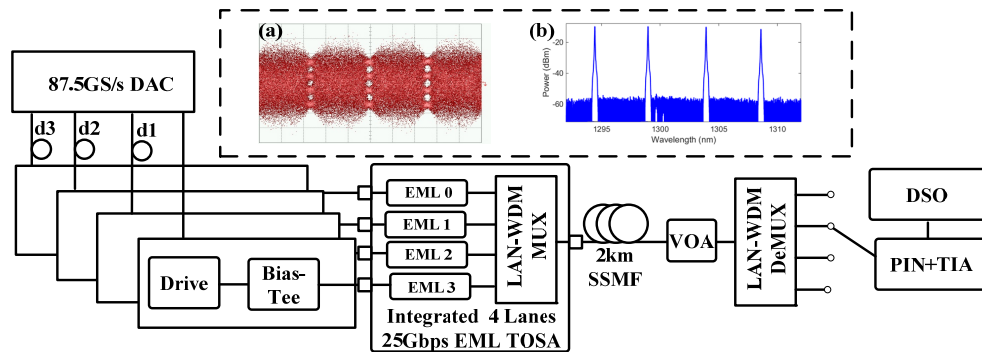 (a)
(b)
Power (dBm)
-20
-40
-60
1295
1300
1305
1310
Wavelength (nm)
87.5GS/s DAC
d3
d2
d1
Drive
Bias-
Tee
EML 0
EML 1
EML 2
EML 3
LAN-WDM
MUX
Integrated 4 Lanes
25Gbps EML TOSA
2km
SSMF
VOA
LAN-WDM
DeMUX
DSO
PIN+TIA